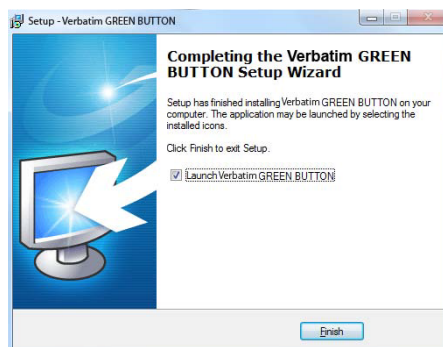 Setup - Verbatim GREEN BUTTON
Completing the Verbatim GREEN
BUTTON Setup Wizard
Setup has finished installing Verbatim GREEN BUTTON on your
computer. The application may be launched by selecting the
installed icons.
Click Finish to exit Setup.
Launch Verbatim GREEN BUTTON
Finish